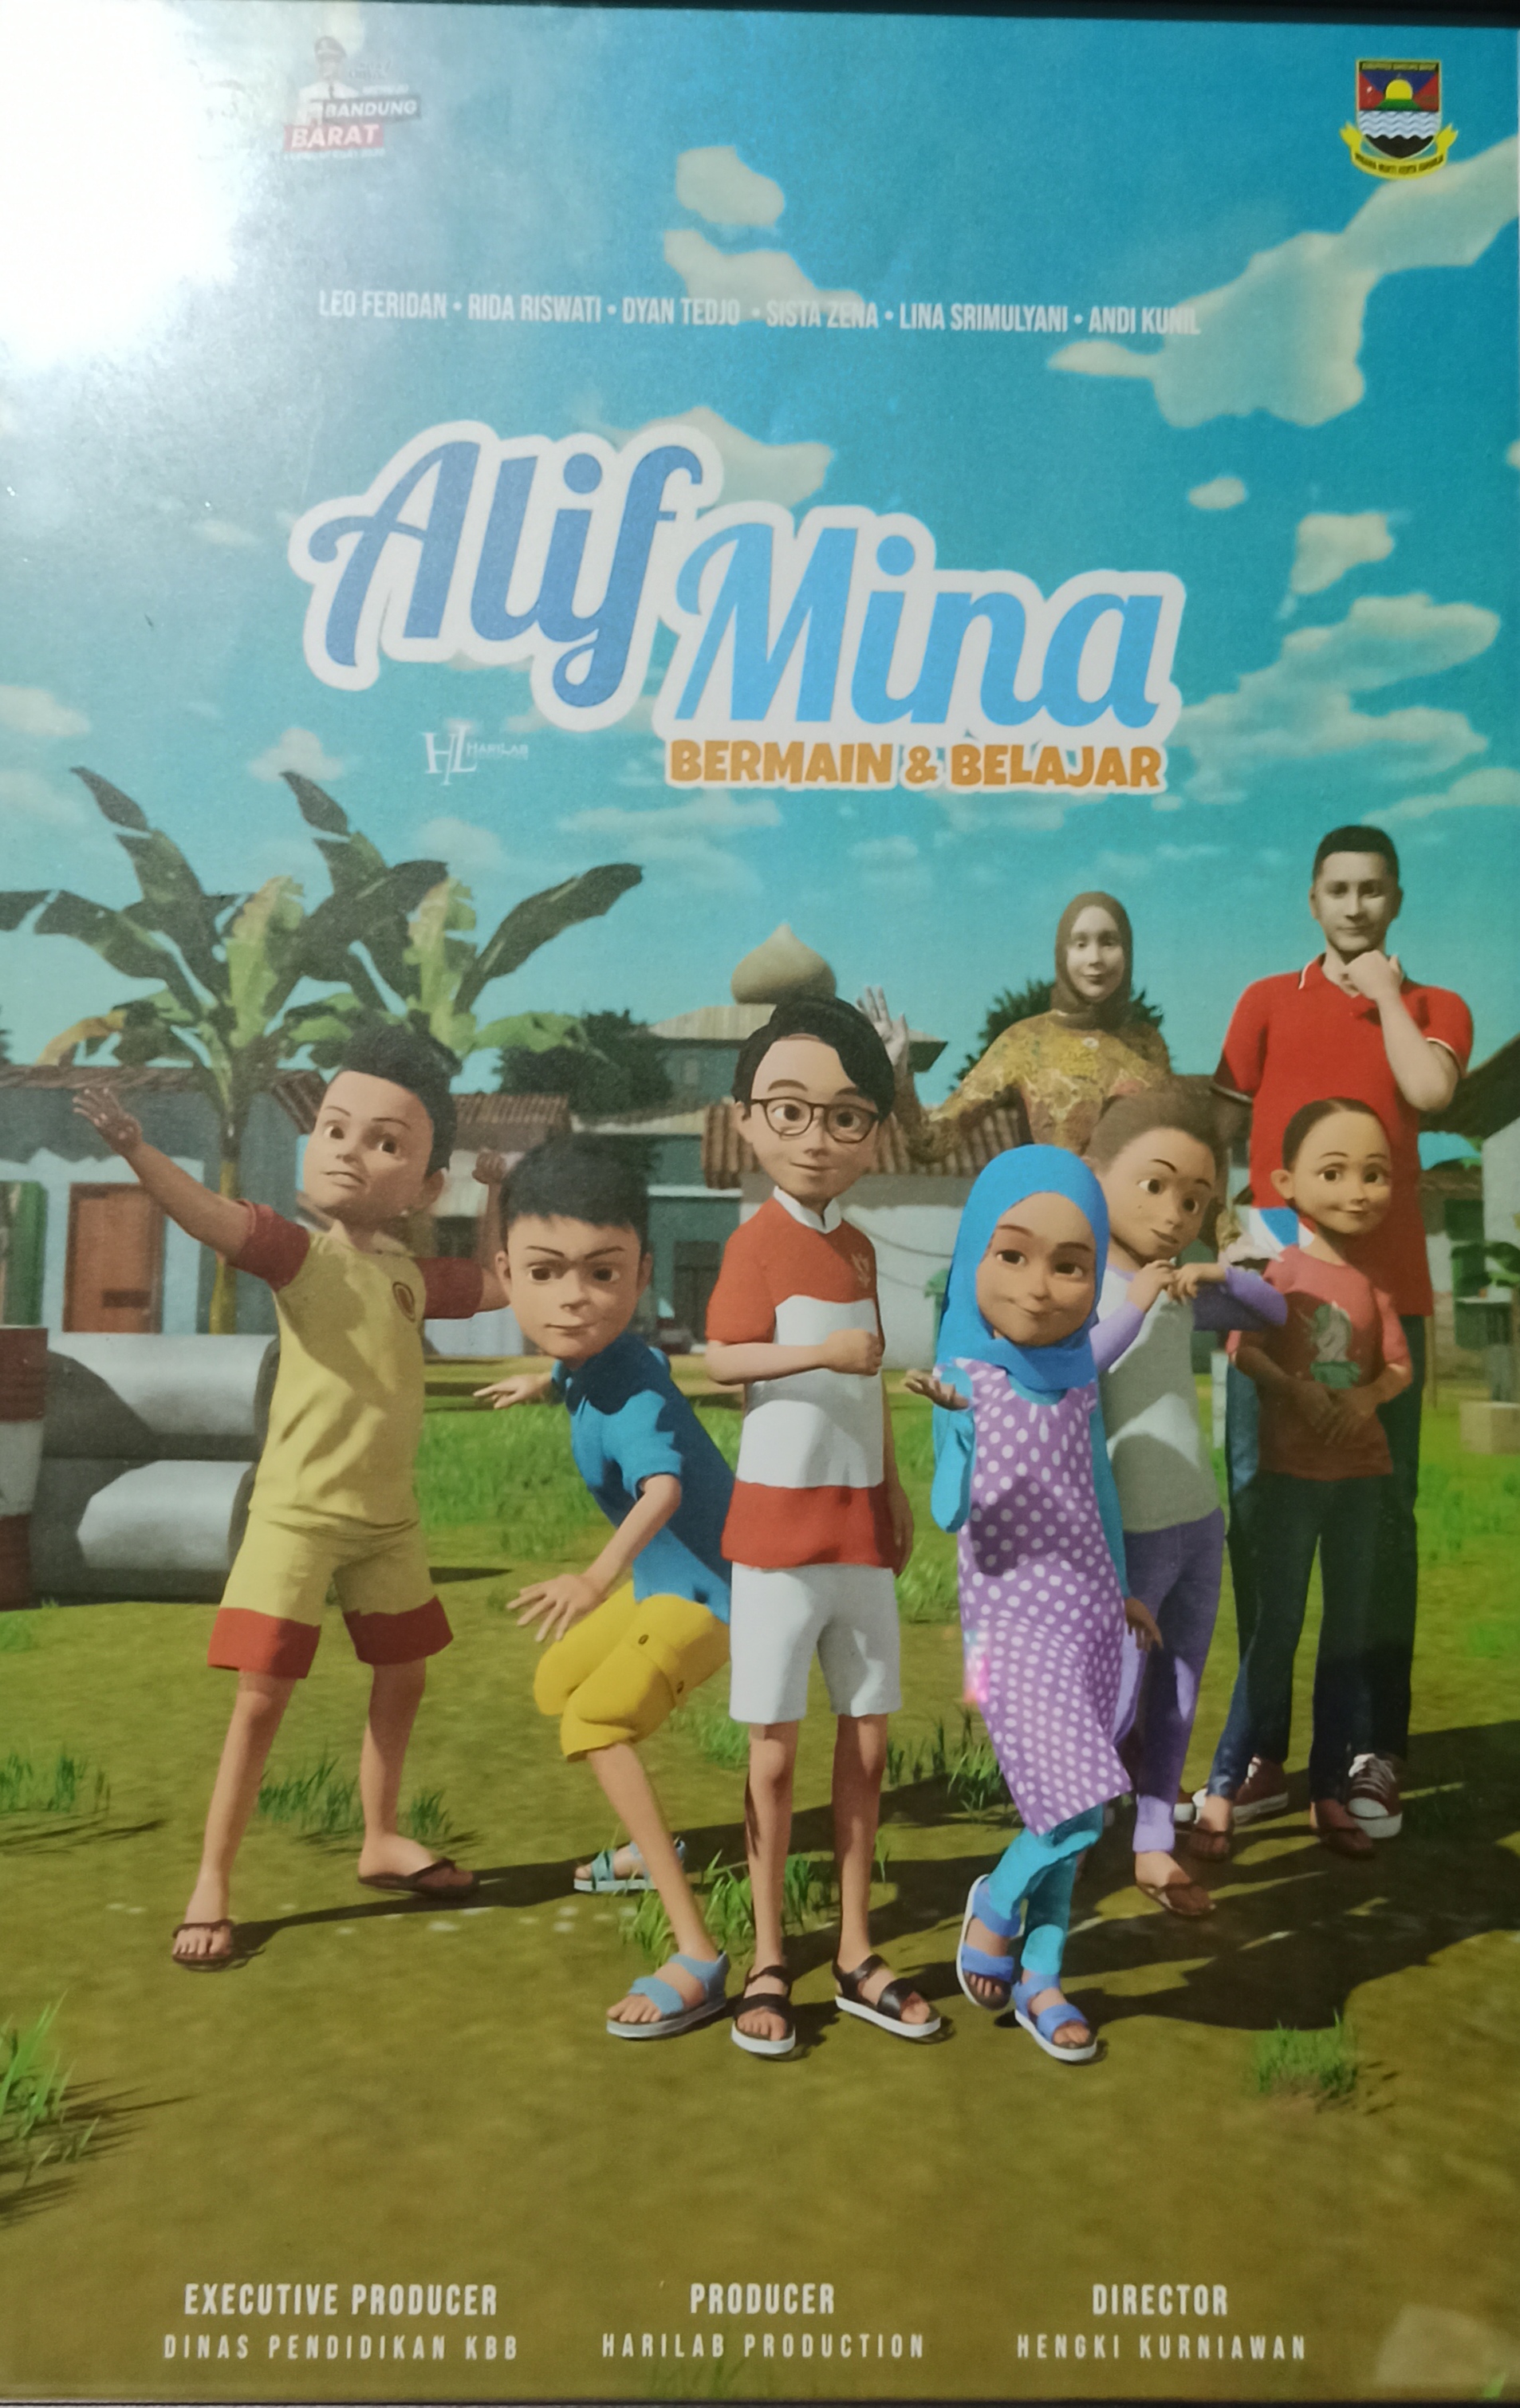 BANDUNG
BARAT
LEO FERIDAN • RIDA RISWATI • DYAN TEDJO • SISTA ZENA • LINA SRIMULYANI • ANDI KUNIL
Alif
Mina
BERMAIN & BELAJAR
HL HARILAB
EXECUTIVE PRODUCER PRODUCER DIRECTOR
DINAS PENDIDIKAN KBB HARILAB PRODUCTION HENGKI KURNIAWAN